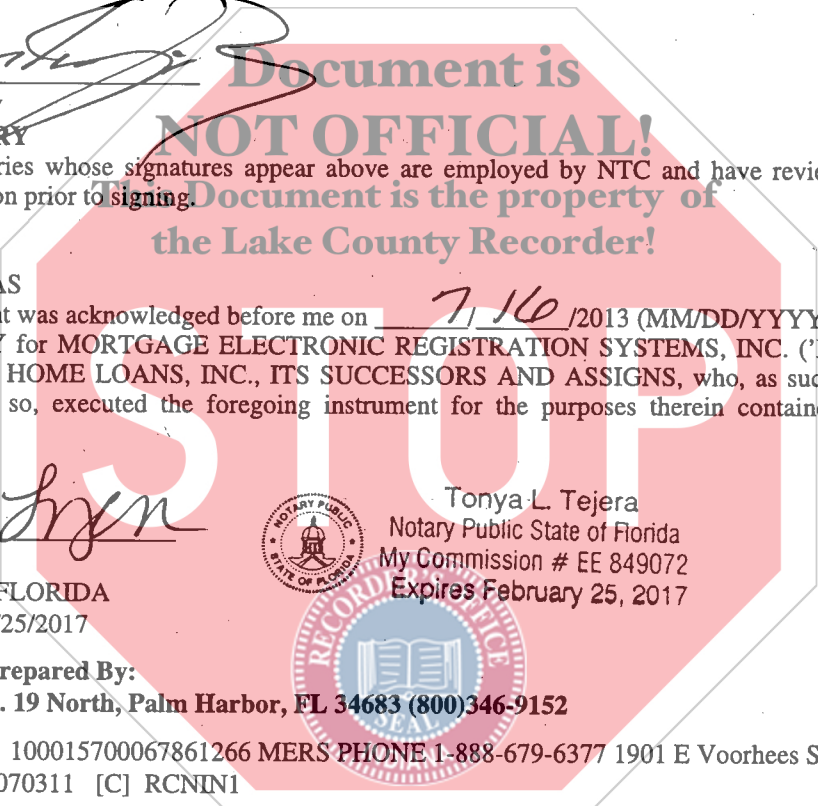 Document is
NOT OFFICIAL!
This Document is the property of
the Lake County Recorder!
STOP
RY
ries whose signatures appear above are employed by NTC and have revie
on prior to signing.
AS
t was acknowledged before me on 7/ 16 /2013 (MM/DD/YYYY
Y for MORTGAGE ELECTRONIC REGISTRATION SYSTEMS, INC. ('
HOME LOANS, INC., ITS SUCCESSORS AND ASSIGNS, who, as suc
so, executed the foregoing instrument for the purposes therein containe
NOTARY PUBLIC
STATE OF FLORIDA
Tonya L. Tejera
Notary Public State of Florida
My Commission # EE 849072
Expires February 25, 2017
FLORIDA
/25/2017
RECORDER'S OFFICE
SEAL
INDIANA
repared By:
. 19 North, Palm Harbor, FL 34683 (800)346-9152
100015700067861266 MERS PHONE 1-888-679-6377 1901 E Voorhees S
070311 [C] RCNIN1